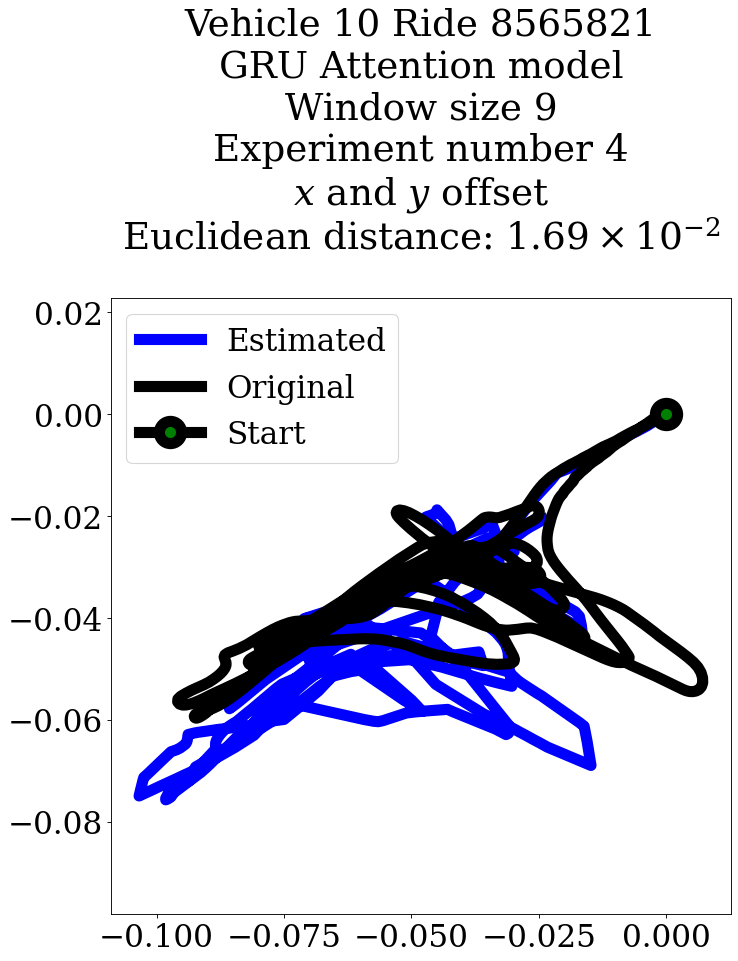 Vehicle 10 Ride 8565821
GRU Attention model
Window size 9
Experiment number 4
x and y offset
Euclidean distance: 1.69 × 10⁻²
Estimated
Original
Start
0.02
0.00
−0.02
−0.04
−0.06
−0.08
−0.100 −0.075 −0.050 −0.025 0.000